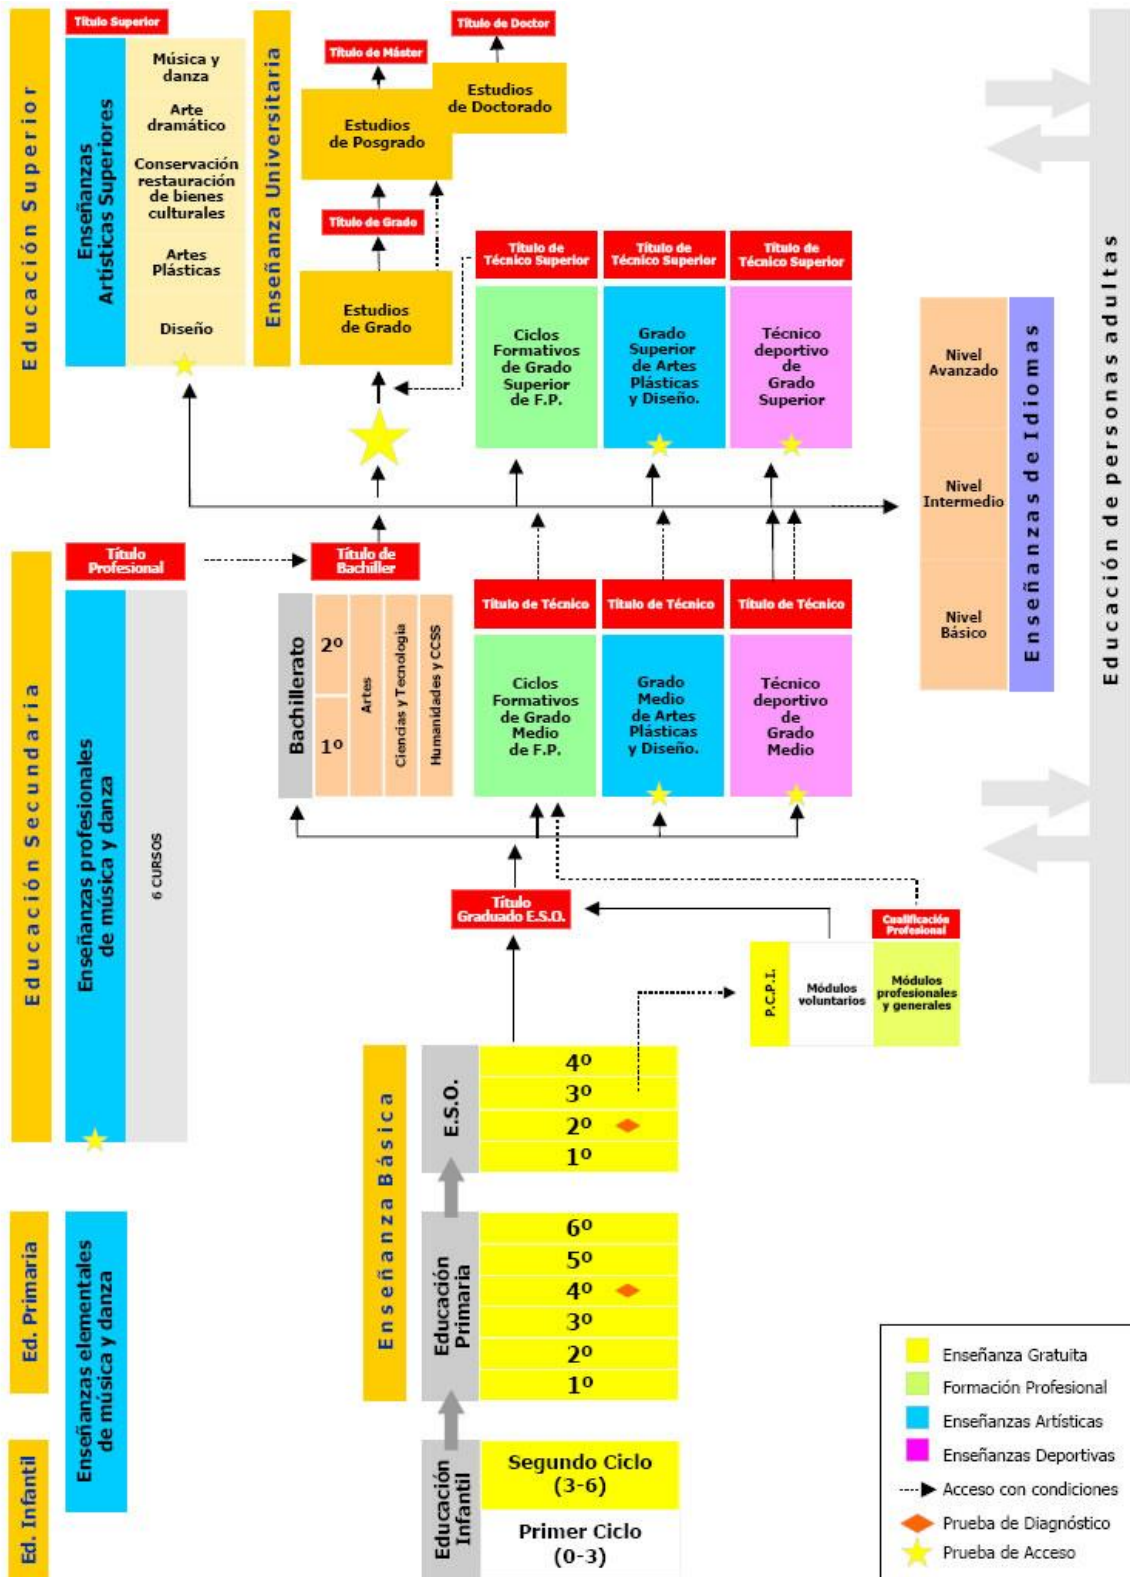 Educación Superior
Título Superior
Enseñanzas
Artísticas Superiores
Música y
danza
Arte
dramático
Conservación
restauración
de bienes
culturales
Artes
Plásticas
Diseño
Enseñanza Universitaria
Título de Máster
Título de Doctor
Estudios
de Posgrado
Estudios
de Doctorado
Título de Grado
Estudios
de Grado
Título de
Técnico Superior
Título de
Técnico Superior
Título de
Técnico Superior
Ciclos
Formativos
de Grado
Superior
de F.P.
Grado
Superior
de Artes
Plásticas
y Diseño.
Técnico
deportivo
de
Grado
Superior
Nivel
Avanzado
Nivel
Intermedio
Nivel
Básico
Enseñanzas de Idiomas
Educación de personas adultas
Educación Secundaria
Título
Profesional
Enseñanzas profesionales
de música y danza
6 CURSOS
Título de
Bachiller
Bachillerato
2º
1º
Artes
Ciencias y Tecnología
Humanidades y CCSS
Título de Técnico
Título de Técnico
Título de Técnico
Ciclos
Formativos
de Grado
Medio
de F.P.
Grado
Medio
de Artes
Plásticas
y Diseño.
Técnico
deportivo
de
Grado
Medio
Título
Graduado E.S.O.
Cualificación
Profesional
P.C.P.I.
Módulos
voluntarios
Módulos
profesionales
y generales
Enseñanza Básica
E.S.O.
4º
3º
2º
1º
Ed. Primaria
Enseñanzas elementales
de música y danza
Educación
Primaria
6º
5º
4º
3º
2º
1º
Ed. Infantil
Educación
Infantil
Segundo Ciclo
(3-6)
Primer Ciclo
(0-3)
Enseñanza Gratuita
Formación Profesional
Enseñanzas Artísticas
Enseñanzas Deportivas
Acceso con condiciones
Prueba de Diagnóstico
Prueba de Acceso